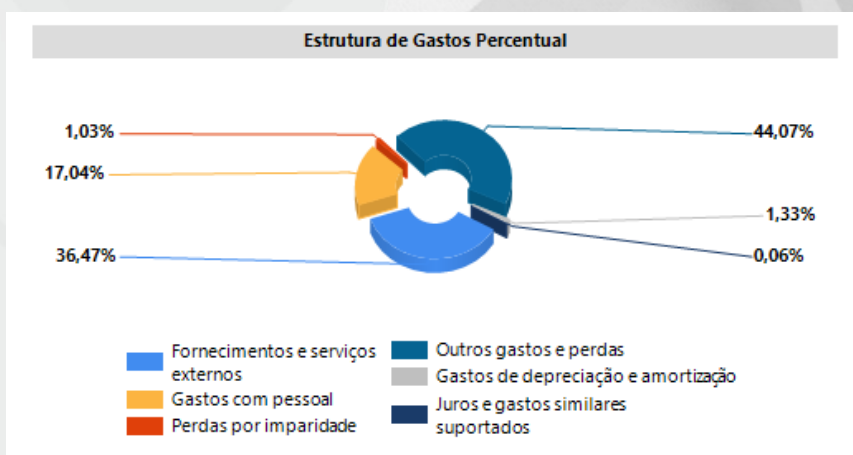 Estrutura de Gastos Percentual
1,03%
44,07%
17,04%
1,33%
36,47%
0,06%
Fornecimentos e serviços
externos
Gastos com pessoal
Perdas por imparidade
Outros gastos e perdas
Gastos de depreciação e amortização
Juros e gastos similares
suportados